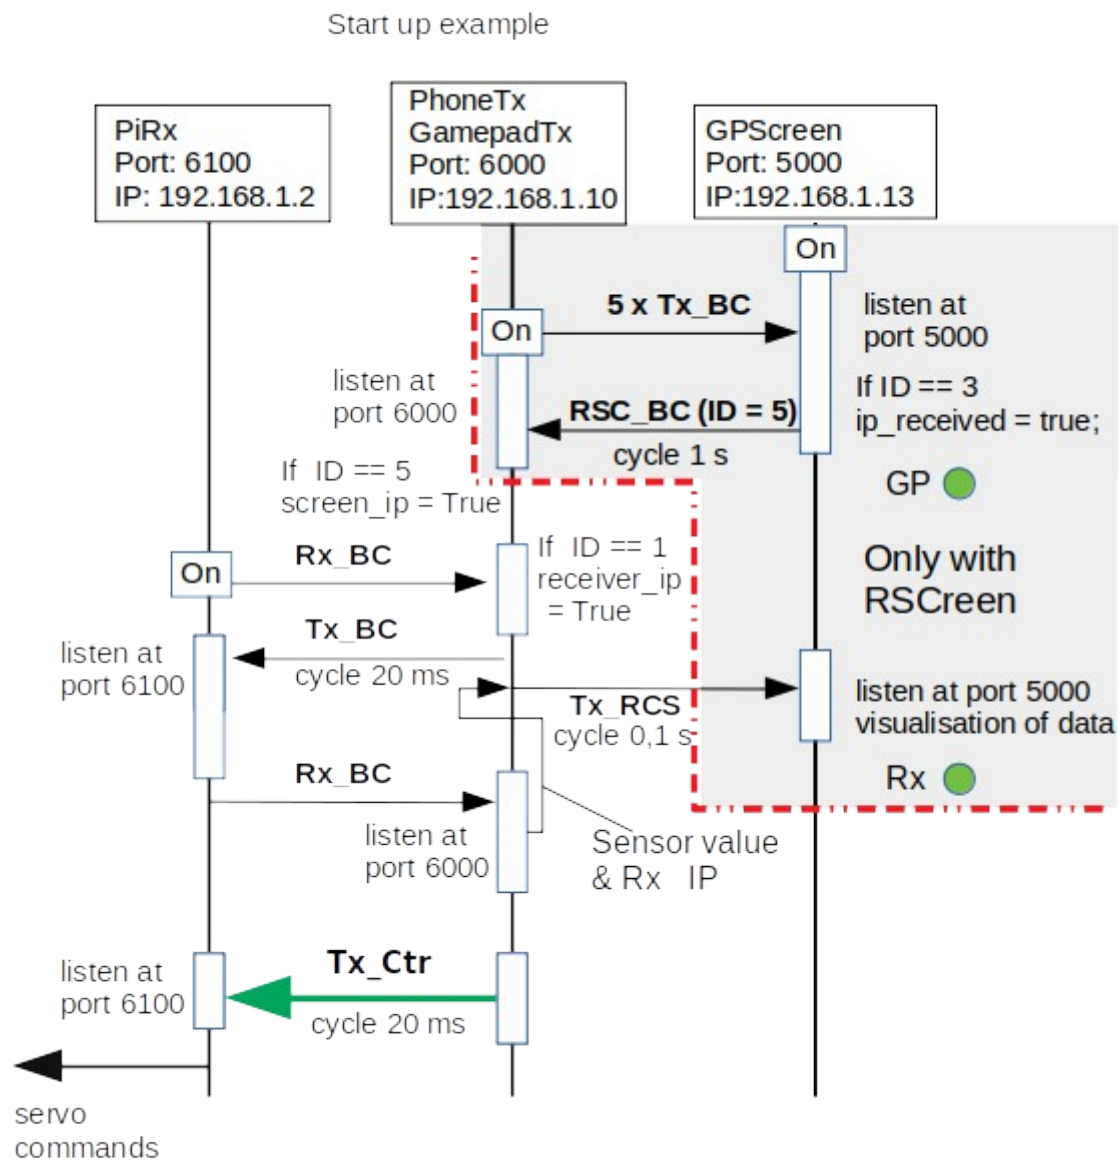 Start up example
PiRx
Port: 6100
IP: 192.168.1.2
PhoneTx
GamepadTx
Port: 6000
IP:192.168.1.10
GPScreen
Port: 5000
IP:192.168.1.13
On
5 x Tx_BC
listen at
port 5000
On
listen at
port 6000
RSC_BC (ID = 5)
cycle 1 s
If ID == 3
ip_received = true;
If  ID == 5
screen_ip = True
GP
On
Rx_BC
If  ID == 1
receiver_ip
= True
Only with
RSCreen
listen at
port 6100
Tx_BC
cycle 20 ms
Tx_RCS
cycle 0,1 s
listen at port 5000
visualisation of data
Rx
Rx_BC
listen at
port 6000
Sensor value
& Rx   IP
listen at
port 6100
Tx_Ctr
cycle 20 ms
servo
commands